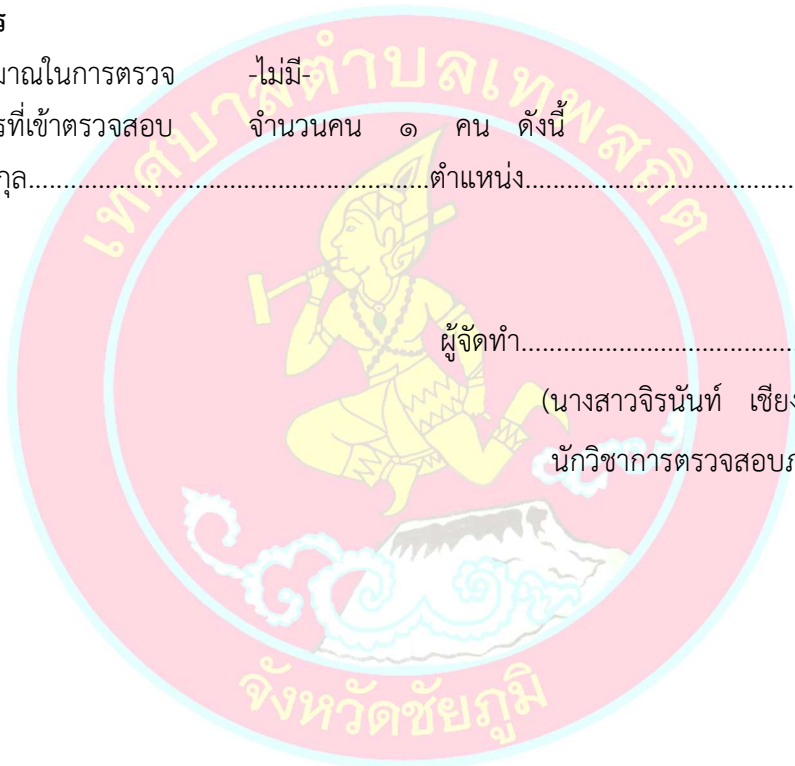 ร
มาณในการตรวจ -ไม่มี-
รที่เข้าตรวจสอบ จำนวนคน ๑ คน ดังนี้
กุล..........................................................ตำแหน่ง.......................................
ผู้จัดทำ.......................................
(นางสาวจิรนันท์ เชียง
นักวิชาการตรวจสอบภ
เทศบาลตำบลเทพสถิต
จังหวัดชัยภูมิ